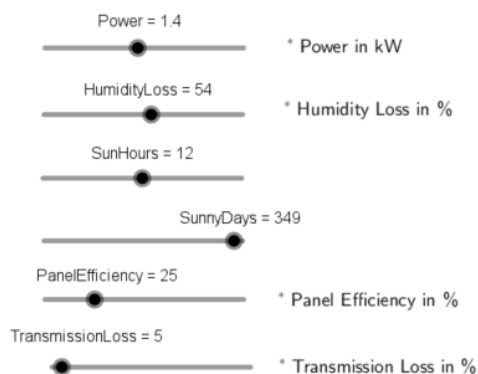 Power = 1.4
* Power in kW
HumidityLoss = 54
* Humidity Loss in %
SunHours = 12
SunnyDays = 349
PanelEfficiency = 25
* Panel Efficiency in %
TransmissionLoss = 5
* Transmission Loss in %